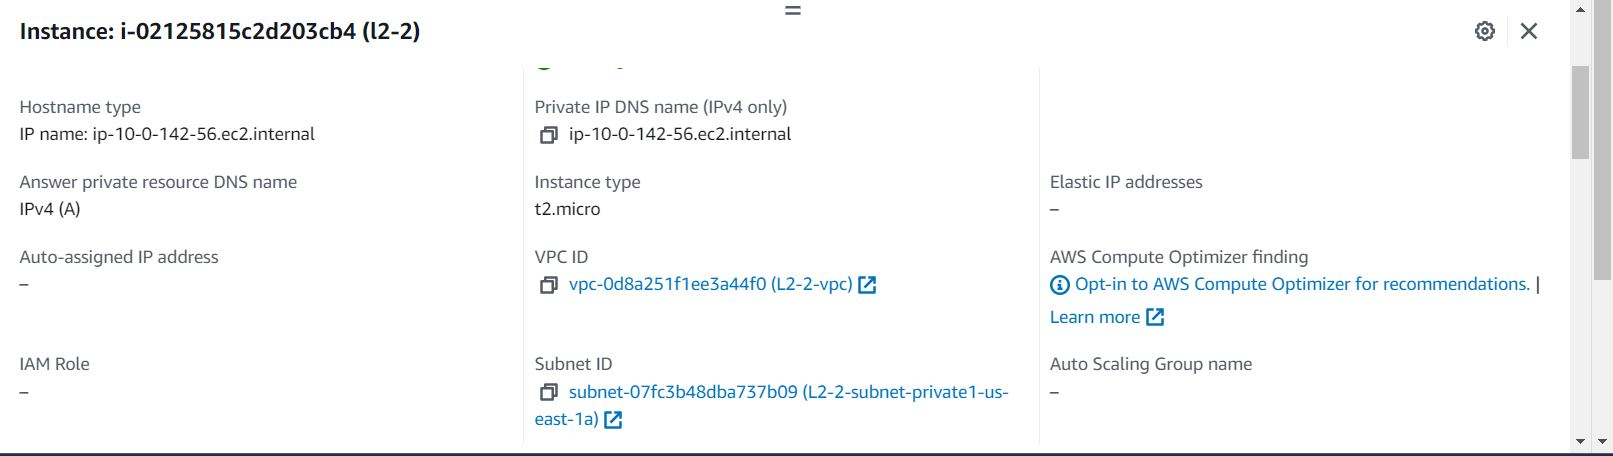 Instance: i-02125815c2d203cb4 (l2-2)
Hostname type
IP name: ip-10-0-142-56.ec2.internal
Private IP DNS name (IPv4 only)
ip-10-0-142-56.ec2.internal
Answer private resource DNS name
IPv4 (A)
Instance type
t2.micro
Elastic IP addresses
–
Auto-assigned IP address
–
VPC ID
vpc-0d8a251f1ee3a44f0 (L2-2-vpc)
AWS Compute Optimizer finding
Opt-in to AWS Compute Optimizer for recommendations. |
Learn more
IAM Role
–
Subnet ID
subnet-07fc3b48dba737b09 (L2-2-subnet-private1-us-
east-1a)
Auto Scaling Group name
–